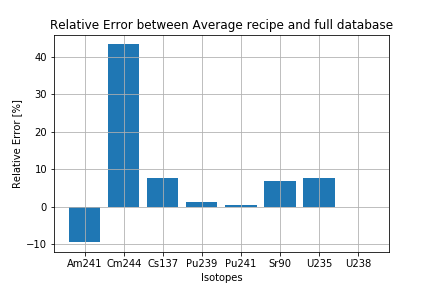 Relative Error between Average recipe and full database
Relative Error [%]
40
30
20
10
0
−10
Am241 Cm244 Cs137 Pu239 Pu241 Sr90 U235 U238
Isotopes